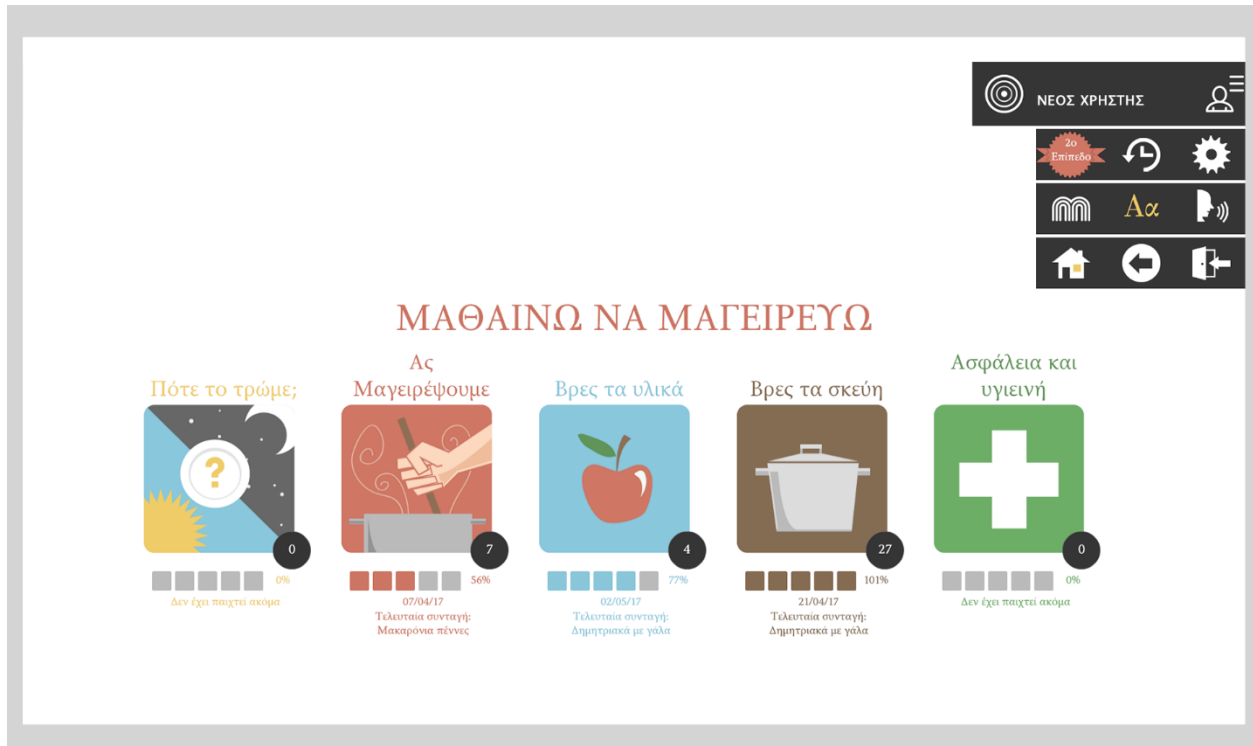 ΝΕΟΣ ΧΡΗΣΤΗΣ
2ο
Επίπεδο
Αα
ΜΑΘΑΙΝΩ ΝΑ ΜΑΓΕΙΡΕΥΩ
Πότε το τρώμε;
?
0
0%
Δεν έχει παιχτεί ακόμα
Ας
Μαγειρέψουμε
7
56%
07/04/17
Τελευταία συνταγή:
Μακαρόνια πέννες
Βρες τα υλικά
4
77%
02/05/17
Τελευταία συνταγή:
Δημητριακά με γάλα
Βρες τα σκεύη
27
101%
21/04/17
Τελευταία συνταγή:
Δημητριακά με γάλα
Ασφάλεια και
υγιεινή
0
0%
Δεν έχει παιχτεί ακόμα